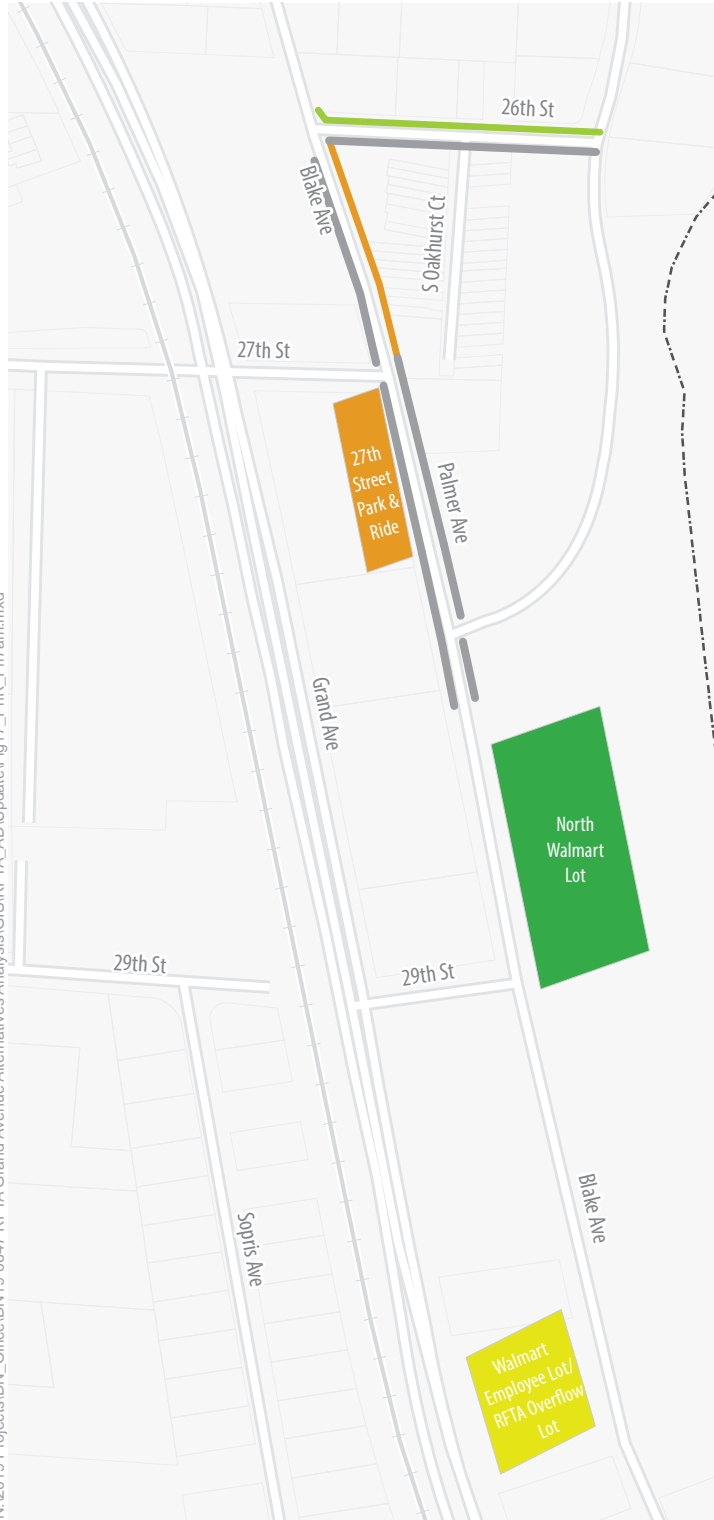 26th St
Blake Ave
S Oakhurst Ct
27th St
27th
Street
Park &
Ride
Palmer Ave
Grand Ave
North
Walmart
Lot
29th St
29th St
Blake Ave
Sopris Ave
Walmart
Employee Lot/
RFTA Overflow
Lot